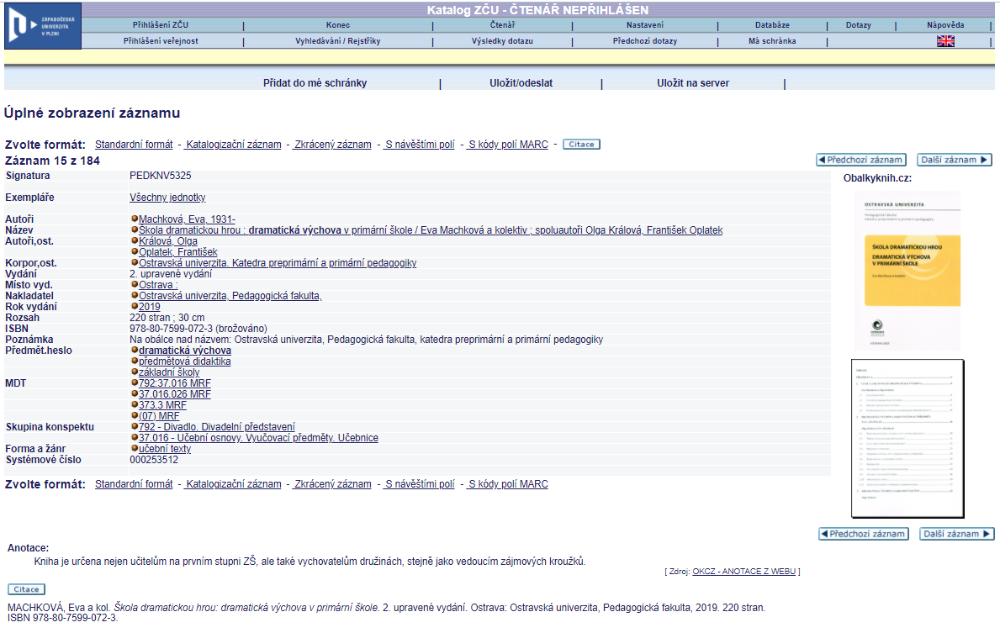 ZÁPADOČESKÁ
UNIVERZITA
V PLZNI
Katalog ZČU - ČTENÁŘ NEPŘIHLÁŠEN
Přihlášení ZČU | Konec | Čtenář | Nastavení | Databáze | Dotazy | Nápověda |
Přihlášení veřejnost | Vyhledávání / Rejstříky | Výsledky dotazu | Předchozí dotazy | Má schránka | |
Přidat do mé schránky | Uložit/odeslat | Uložit na server |
Úplné zobrazení záznamu
Zvolte formát: Standardní formát - Katalogizační záznam - Zkrácený záznam - S návěštími polí - S kódy polí MARC - Citace
Záznam 15 z 184
Předchozí záznam Další záznam
Signatura PEDKNV5325
Exempláře Všechny jednotky
Autoři Machková, Eva, 1931-
Název Škola dramatickou hrou : dramatická výchova v primární škole / Eva Machková a kolektiv ; spoluautoři Olga Králová, František Oplatek
Autoři,ost. Králová, Olga
Oplatek, František
Korpor,ost. Ostravská univerzita. Katedra preprimární a primární pedagogiky
Vydání 2. upravené vydání
Místo vyd. Ostrava :
Nakladatel Ostravská univerzita, Pedagogická fakulta,
Rok vydání 2019
Rozsah 220 stran ; 30 cm
ISBN 978-80-7599-072-3 (brožováno)
Poznámka Na obálce nad názvem: Ostravská univerzita, Pedagogická fakulta, katedra preprimární a primární pedagogiky
Předmět.heslo dramatická výchova
předmětová didaktika
základní školy
MDT 792:37.016 MRF
37.016.026 MRF
373.3 MRF
(07) MRF
Skupina konspektu 792 - Divadlo. Divadelní představení
37.016 - Učební osnovy. Vyučovací předměty. Učebnice
Forma a žánr učební texty
Systémové číslo 000253512
Zvolte formát: Standardní formát - Katalogizační záznam - Zkrácený záznam - S návěštími polí - S kódy polí MARC
Obalkyknih.cz:
OSTRAVSKÁ UNIVERZITA
Pedagogická fakulta
Katedra preprimární a primární pedagogiky
ŠKOLA DRAMATICKOU HROU
DRAMATICKÁ VÝCHOVA
V PRIMÁRNÍ ŠKOLE
Eva Machková a kolektiv
OSTRAVA 2019
Předchozí záznam Další záznam
Anotace:
Kniha je určena nejen učitelům na prvním stupni ZŠ, ale také vychovatelům družinách, stejně jako vedoucím zájmových kroužků.
[ Zdroj: OKCZ - ANOTACE Z WEBU ]
Citace
MACHKOVÁ, Eva a kol. Škola dramatickou hrou: dramatická výchova v primární škole. 2. upravené vydání. Ostrava: Ostravská univerzita, Pedagogická fakulta, 2019. 220 stran.
ISBN 978-80-7599-072-3.